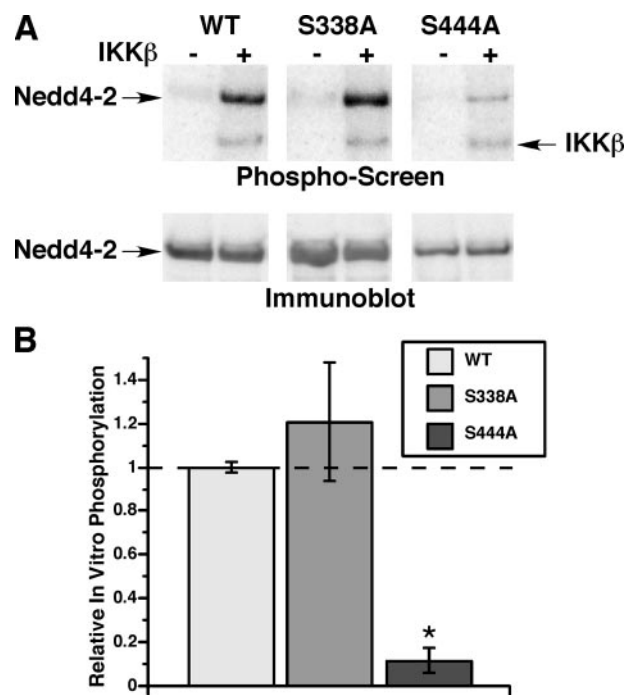 A
WT S338A S444A
IKKβ - + - + - +
Nedd4-2
IKKβ
Phospho-Screen
Nedd4-2
Immunoblot
B
Relative In Vitro Phosphorylation
1.4
1.2
1
0.8
0.6
0.4
0.2
0
WT
S338A
S444A
*